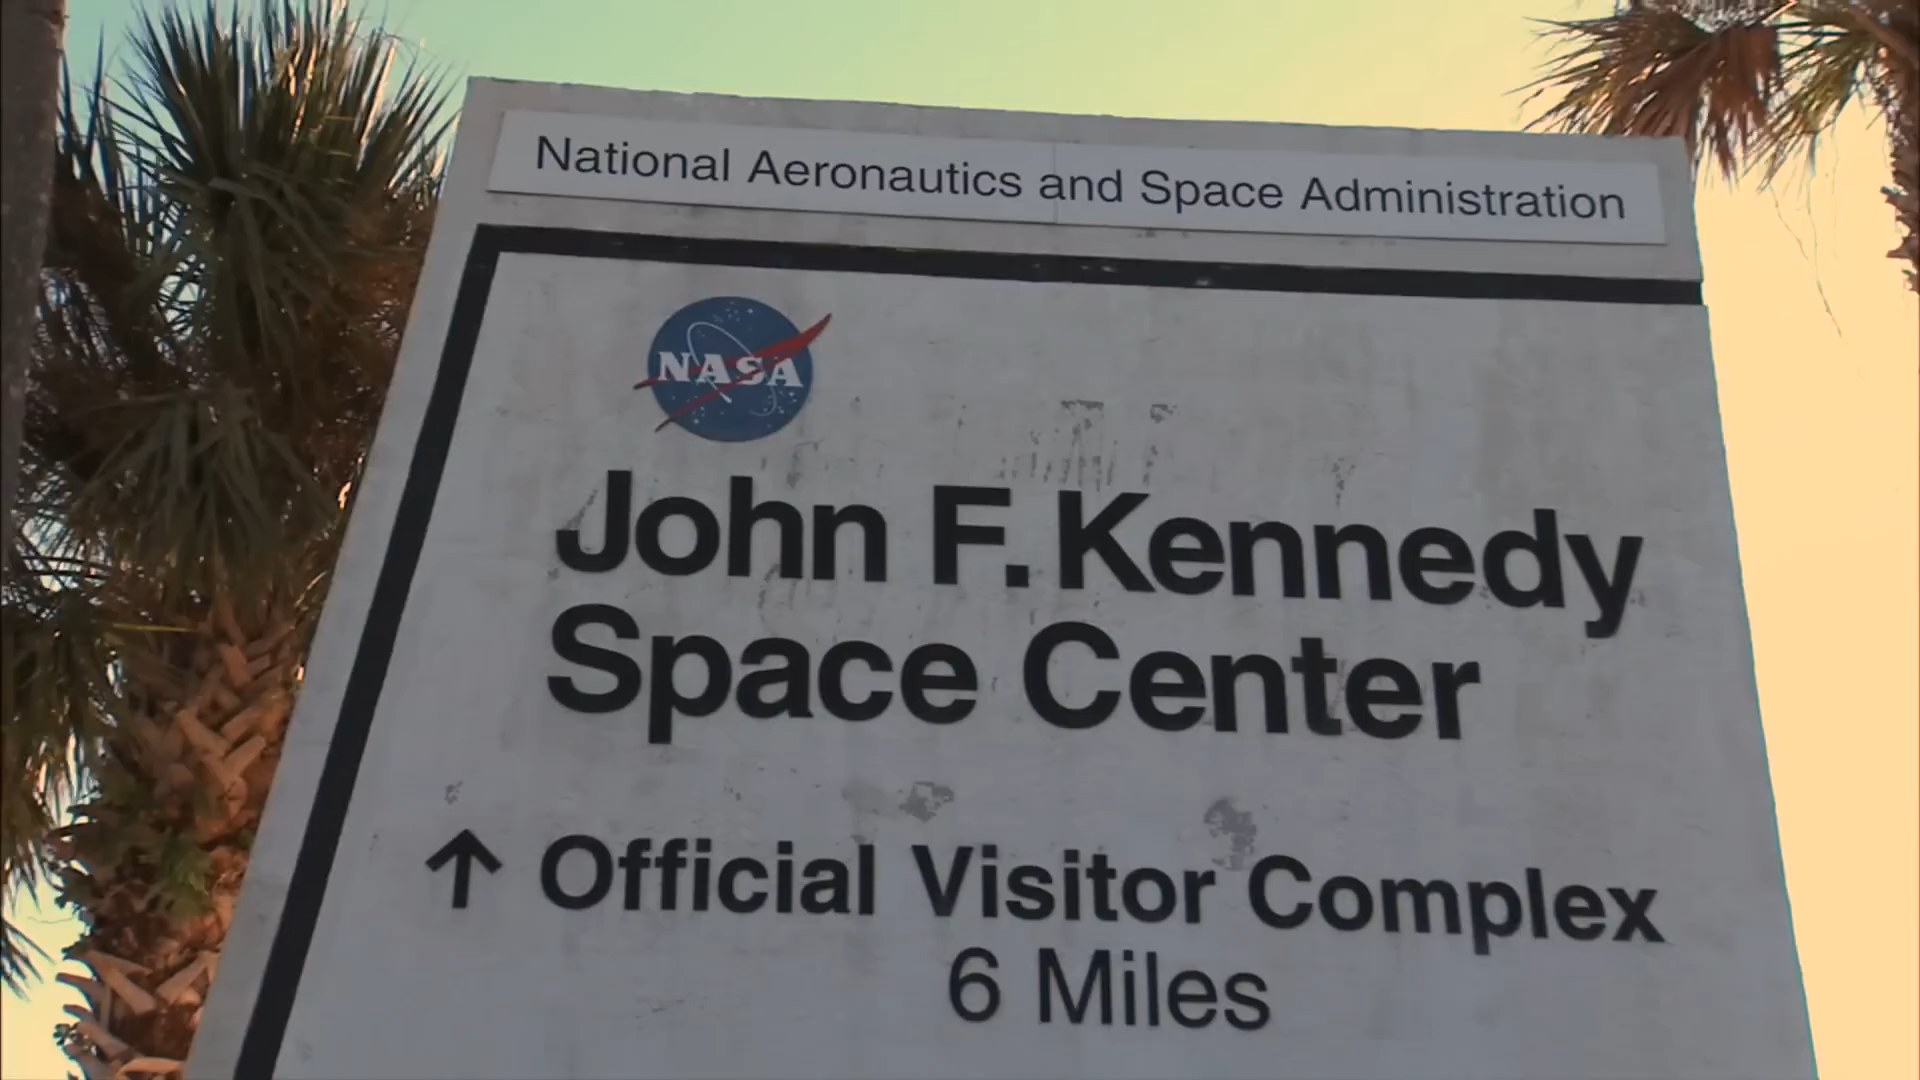 National Aeronautics and Space Administration
NASA
John F. Kennedy
Space Center
↑ Official Visitor Complex
6 Miles